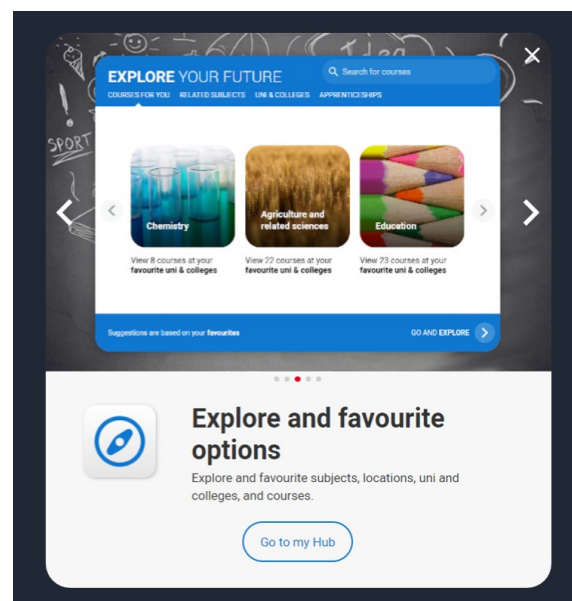 Idea
SPORT
EXPLORE YOUR FUTURE
Search for courses
COURSES FOR YOU RELATED SUBJECTS UNI & COLLEGES APPRENTICESHIPS
Chemistry
Agriculture and
related sciences
Education
View 8 courses at your
favourite uni & colleges
View 22 courses at your
favourite uni & colleges
View 23 courses at your
favourite uni & colleges
Suggestions are based on your favourites
GO AND EXPLORE
Explore and favourite
options
Explore and favourite subjects, locations, uni and
colleges, and courses.
Go to my Hub